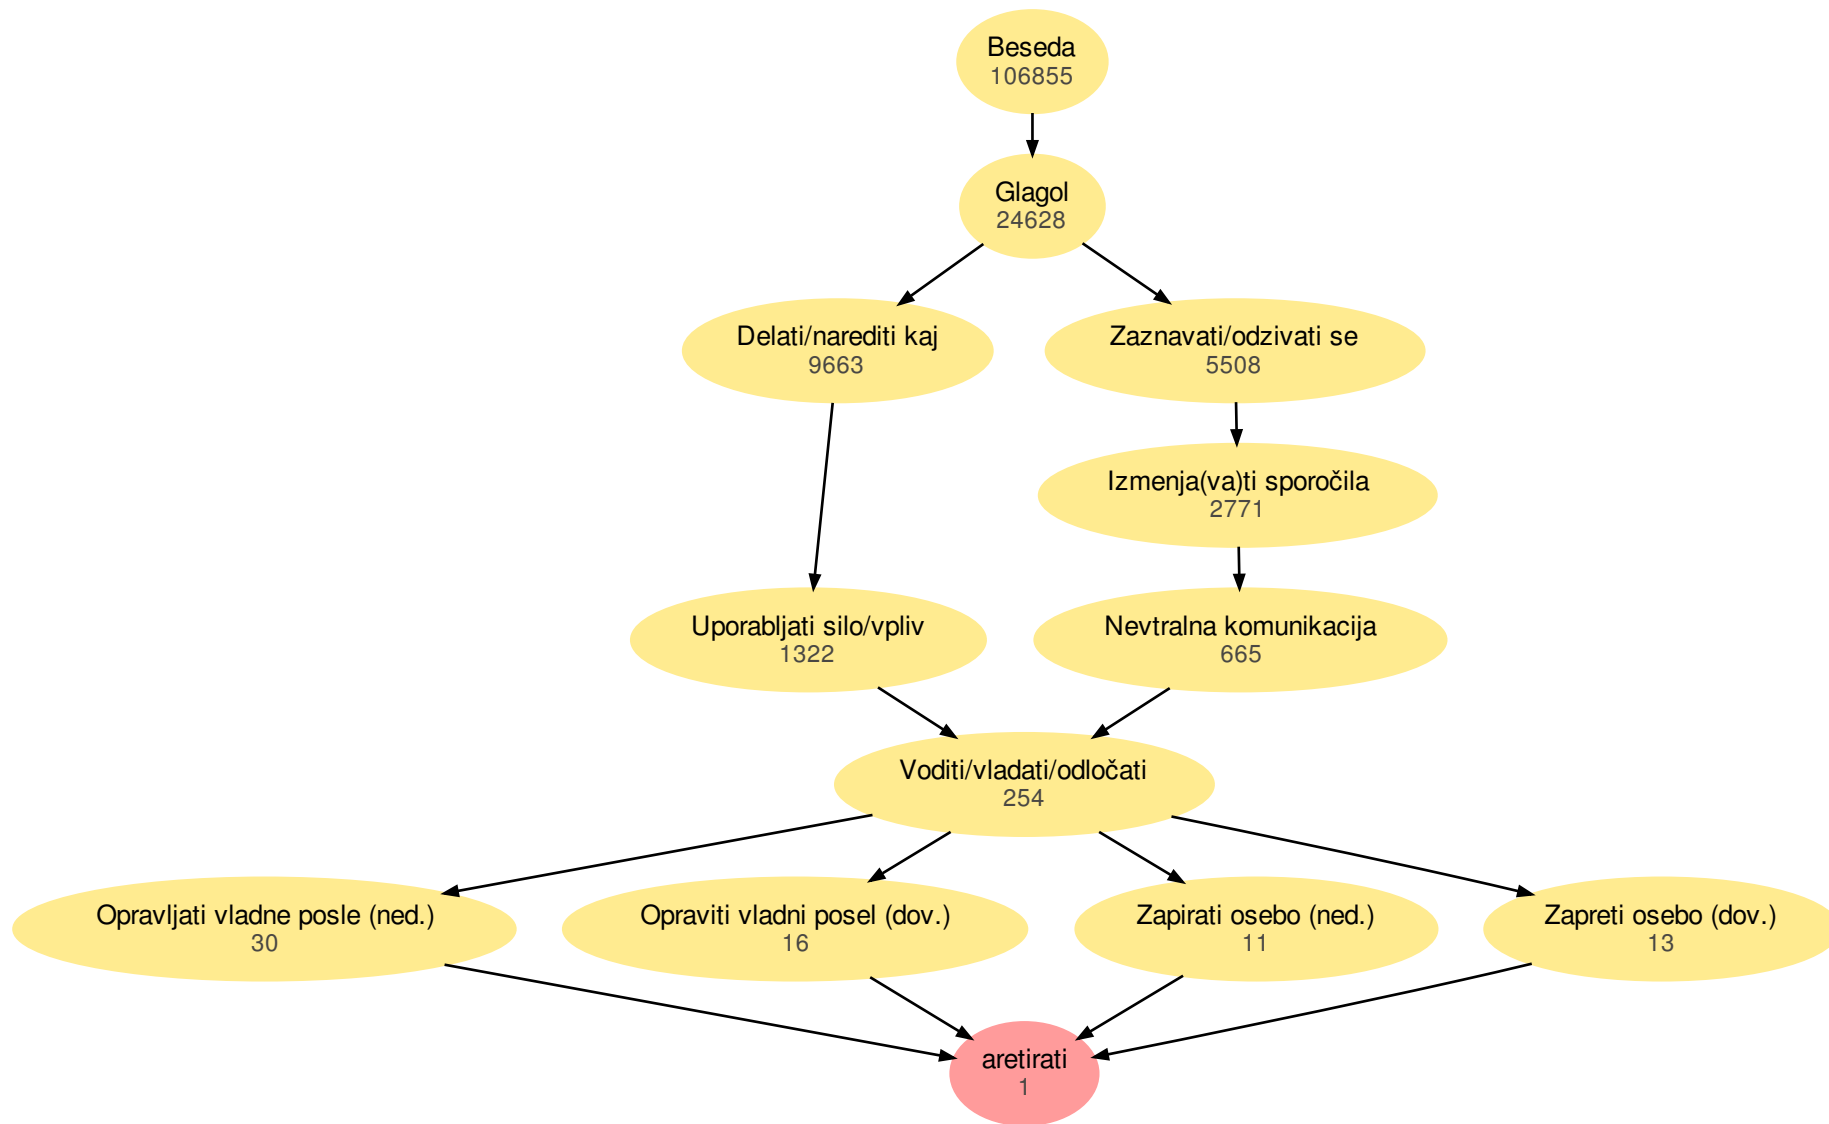 Beseda
106855
Glagol
24628
Delati/narediti kaj
9663
Zaznavati/odzivati se
5508
Izmenja(va)ti sporočila
2771
Uporabljati silo/vpliv
1322
Nevtralna komunikacija
665
Voditi/vladati/odločati
254
Opravljati vladne posle (ned.)
30
Opraviti vladni posel (dov.)
16
Zapirati osebo (ned.)
11
Zapreti osebo (dov.)
13
aretirati
1